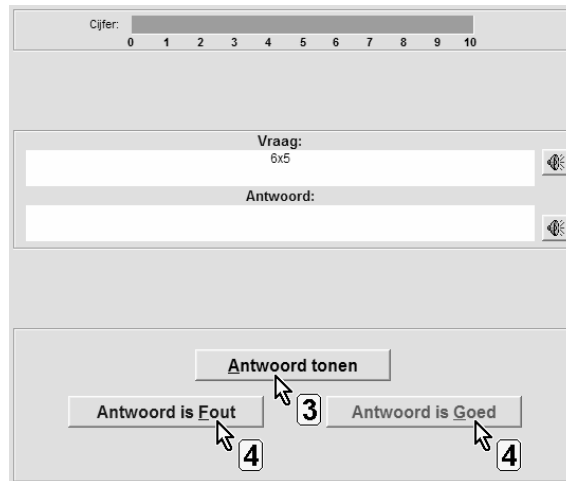 Cijfer:
0 1 2 3 4 5 6 7 8 9 10
Vraag:
6x5
Antwoord:
Antwoord tonen
3
Antwoord is Fout Antwoord is Goed
4 4